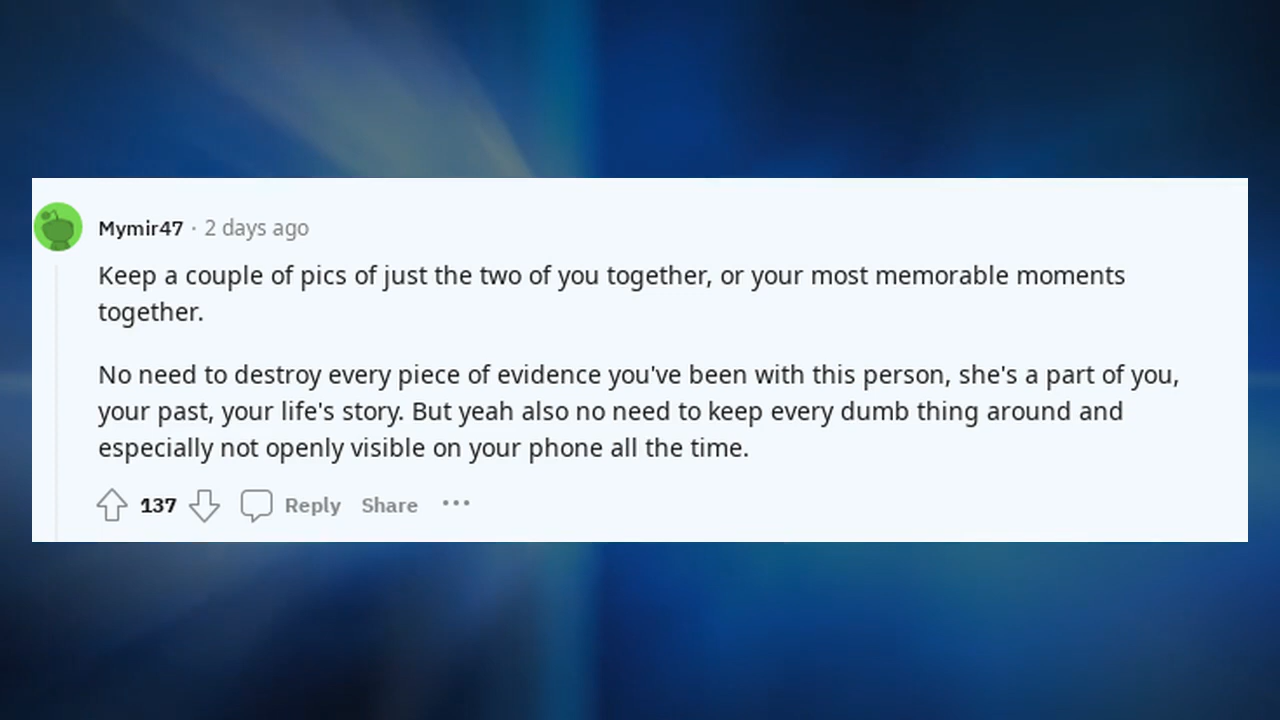 Mymir47 · 2 days ago
Keep a couple of pics of just the two of you together, or your most memorable moments
together.
No need to destroy every piece of evidence you've been with this person, she's a part of you,
your past, your life's story. But yeah also no need to keep every dumb thing around and
especially not openly visible on your phone all the time.
137 Reply Share ···